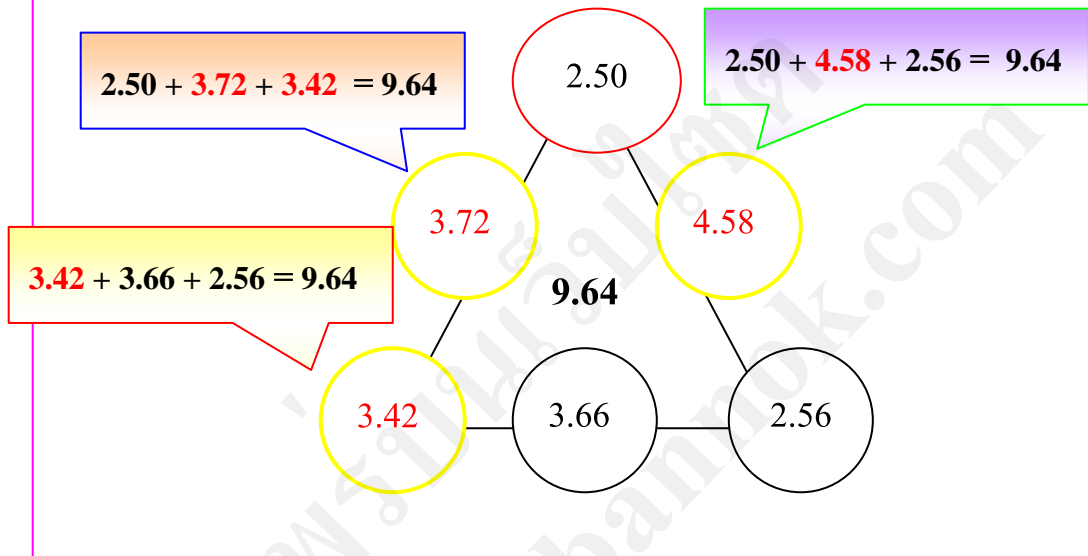 2.50 + 3.72 + 3.42 = 9.64
2.50
2.50 + 4.58 + 2.56 = 9.64
3.72
4.58
3.42 + 3.66 + 2.56 = 9.64
9.64
3.42
3.66
2.56